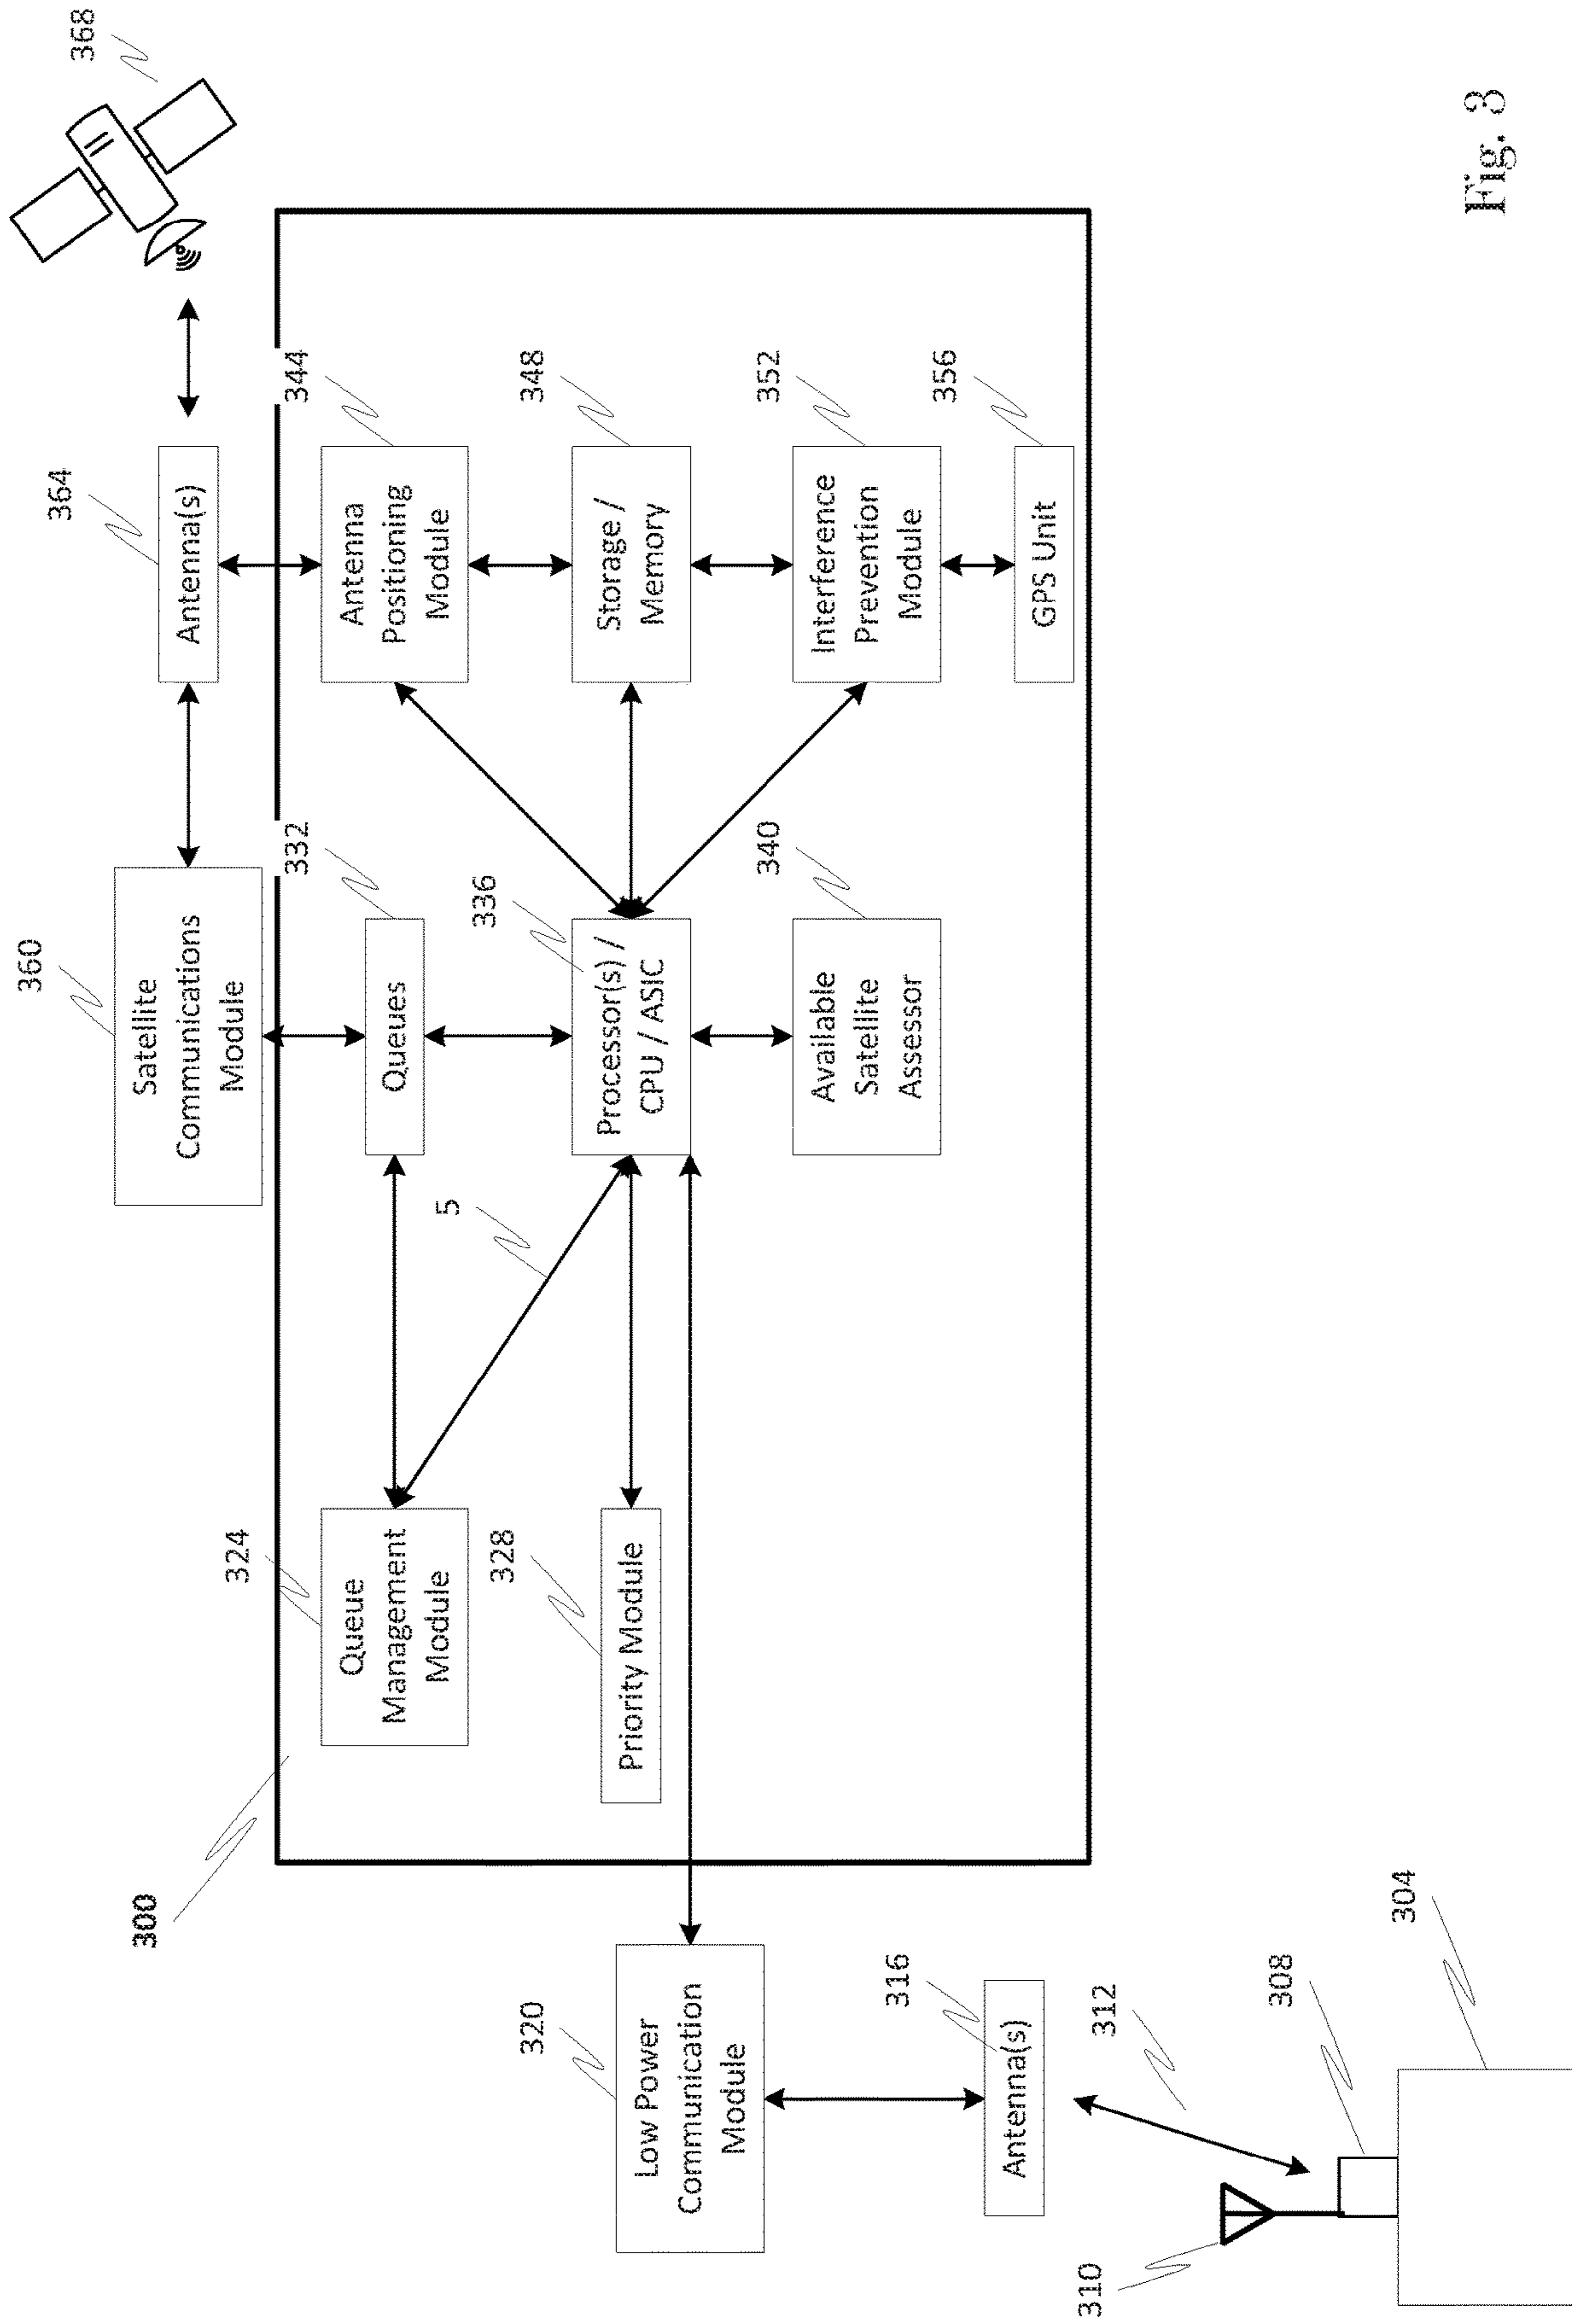 368
364
Antenna(s)
360
Satellite
Communications
Module
344
Antenna
Positioning
Module
332
Queues
348
Storage /
Memory
336
Processor(s) /
CPU / ASIC
352
Interference
Prevention
Module
340
Available
Satellite
Assessor
356
GPS Unit
5
324
Queue
Management
Module
328
Priority Module
300
320
Low Power
Communication
Module
316
Antenna(s)
312
310
308
304
Fig. 3